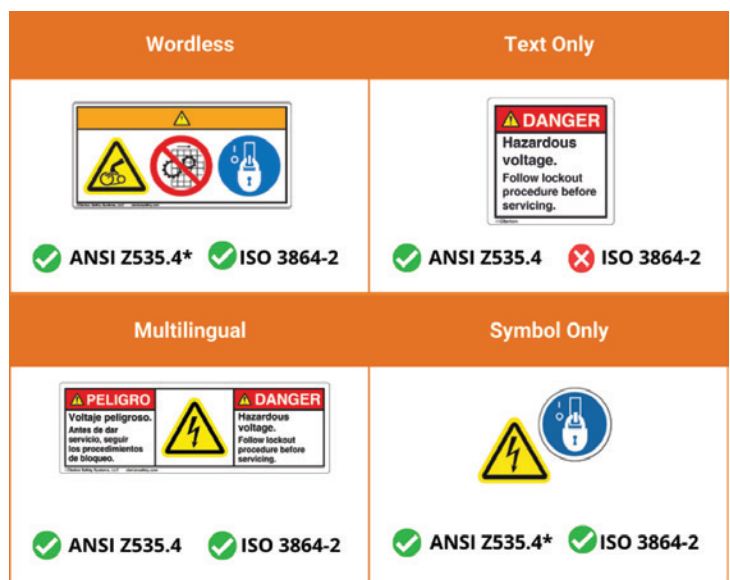 Wordless
Text Only
DANGER
Hazardous
voltage.
Follow lockout
procedure before
servicing.
ANSI Z535.4*
ISO 3864-2
ANSI Z535.4
ISO 3864-2
Multilingual
Symbol Only
PELIGRO
Voltaje peligroso.
Antes de dar
servicio, seguir
los procedimientos
de bloqueo.
DANGER
Hazardous
voltage.
Follow lockout
procedure before
servicing.
ANSI Z535.4
ISO 3864-2
ANSI Z535.4*
ISO 3864-2